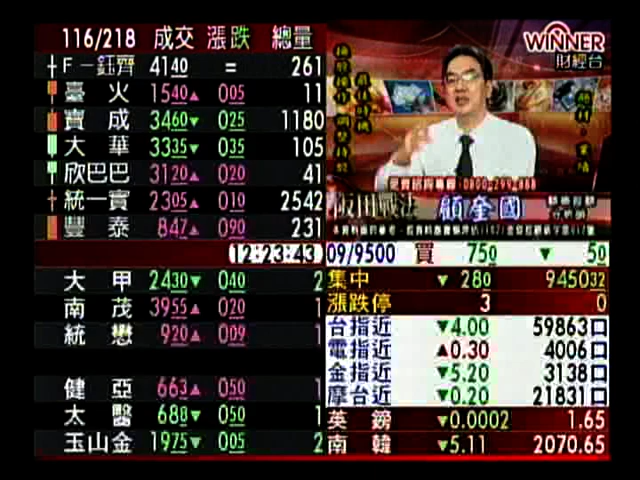 116/218 成交 漲跌 總量
F－鈺齊 4140 = 261
臺火 1540▲ 005 11
寶成 3460▼ 025 1180
大華 3335▼ 035 105
欣巴巴 3120▲ 020 41
統一實 2305▲ 010 2542
豐泰 847▲ 090 231
12:23:43
大甲 2430▼ 040 2
南茂 3955▲ 020 1
統懋 920▲ 009 1
健亞 663▲ 050 1
太醫 688▼ 050 1
玉山金 1975▼ 005 2
WINNER
財經台
0800-299-868
阪田戰法 顏奎國
09/9500 買 750 ▼ 50
集中 ▼ 280 945032
漲跌停 3 0
台指近 ▼4.00 59863口
電指近 ▲0.30 4006口
金指近 ▼5.20 3138口
摩台近 ▼0.20 21831口
英鎊 ▼0.0002 1.65
南韓 ▼5.11 2070.65